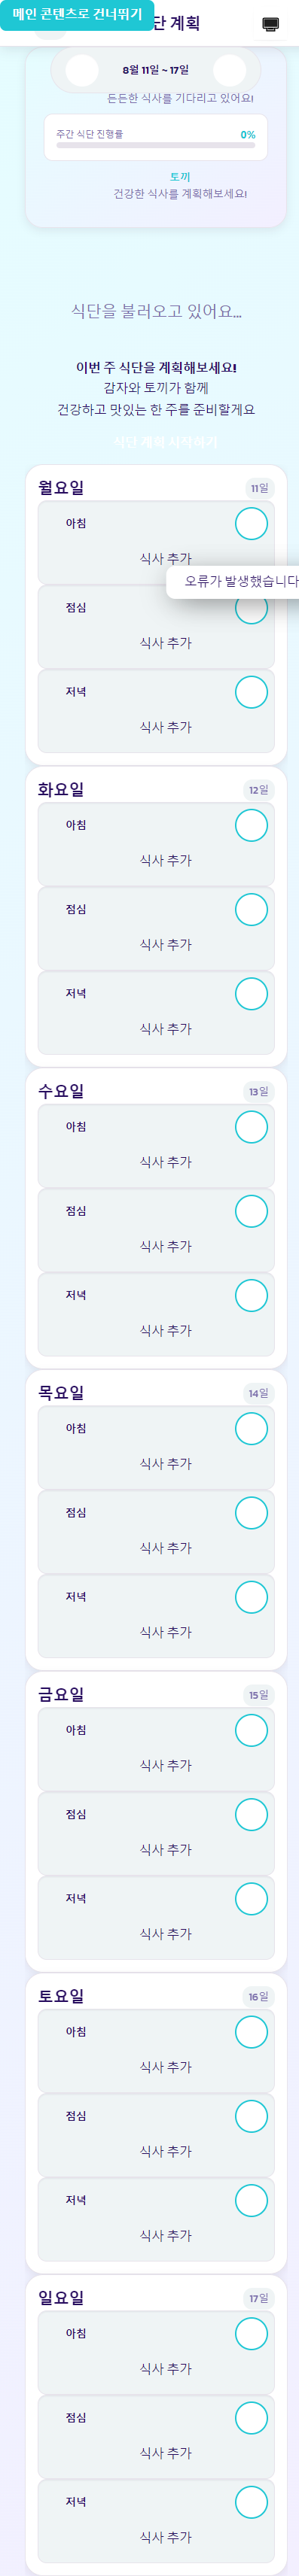 메인 콘텐츠로 건너뛰기
단 계획
8월 11일 ~ 17일
든든한 식사를 기다리고 있어요!
주간 식단 진행률
0%
토끼
건강한 식사를 계획해보세요!
식단을 불러오고 있어요...
이번 주 식단을 계획해보세요!
감자와 토끼가 함께
건강하고 맛있는 한 주를 준비할게요
식단 계획 시작하기
월요일
11일
아침
식사 추가
오류가 발생했습니다
점심
식사 추가
저녁
식사 추가
화요일
12일
아침
식사 추가
점심
식사 추가
저녁
식사 추가
수요일
13일
아침
식사 추가
점심
식사 추가
저녁
식사 추가
목요일
14일
아침
식사 추가
점심
식사 추가
저녁
식사 추가
금요일
15일
아침
식사 추가
점심
식사 추가
저녁
식사 추가
토요일
16일
아침
식사 추가
점심
식사 추가
저녁
식사 추가
일요일
17일
아침
식사 추가
점심
식사 추가
저녁
식사 추가